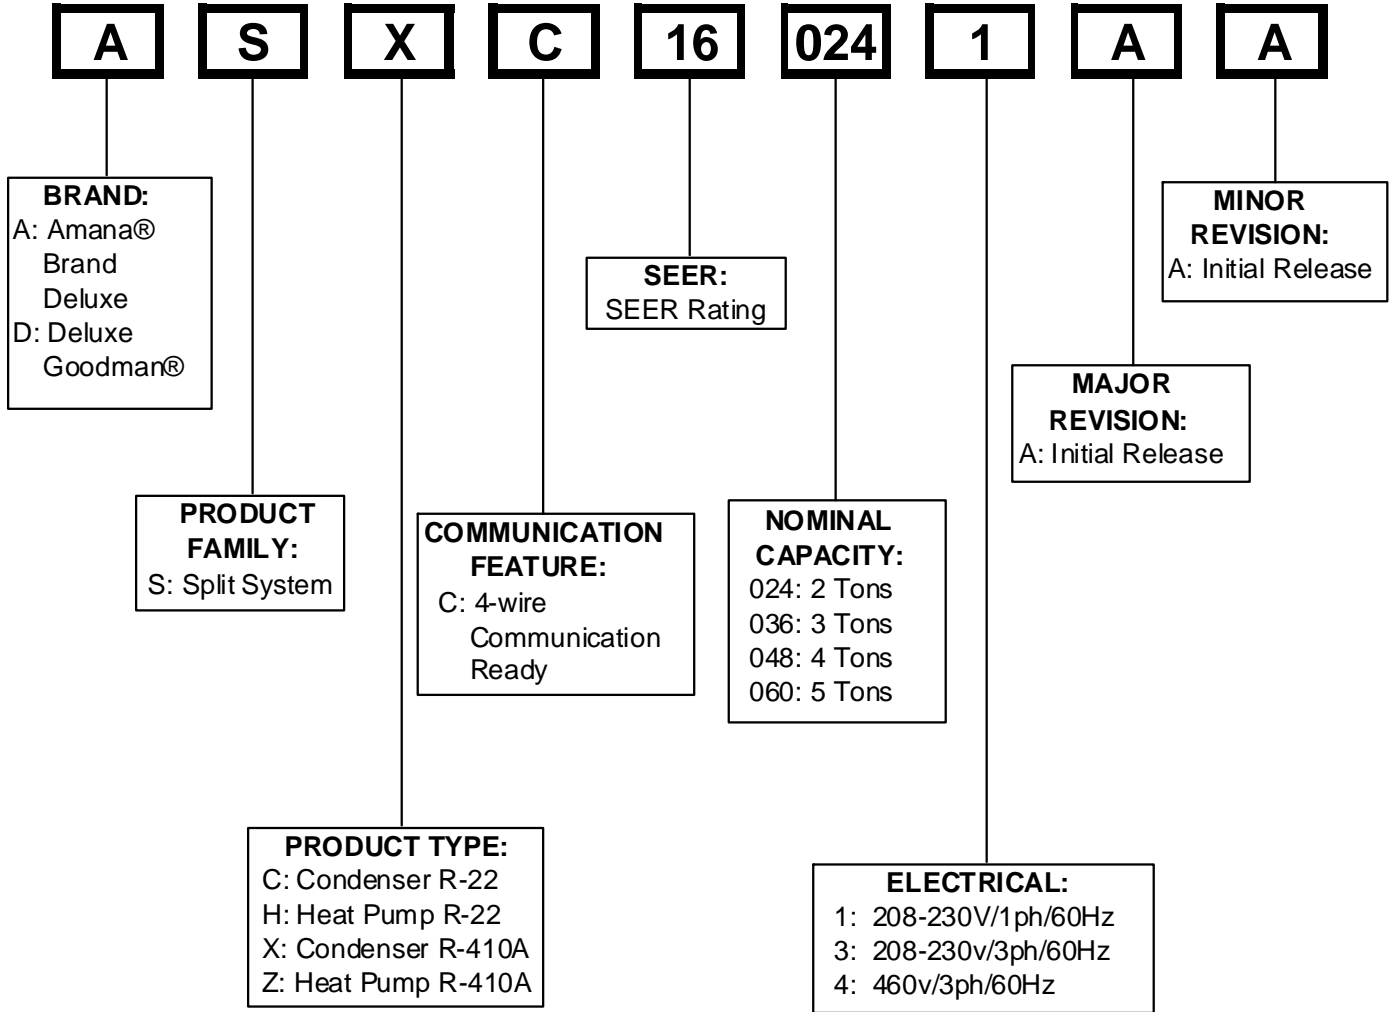 A S X C 16 024 1 A A
BRAND:
A: Amana®
Brand
Deluxe
D: Deluxe
Goodman®
MINOR
REVISION:
A: Initial Release
SEER:
SEER Rating
MAJOR
REVISION:
A: Initial Release
PRODUCT
FAMILY:
S: Split System
COMMUNICATION
FEATURE:
C: 4-wire
Communication
Ready
NOMINAL
CAPACITY:
024: 2 Tons
036: 3 Tons
048: 4 Tons
060: 5 Tons
PRODUCT TYPE:
C: Condenser R-22
H: Heat Pump R-22
X: Condenser R-410A
Z: Heat Pump R-410A
ELECTRICAL:
1: 208-230V/1ph/60Hz
3: 208-230v/3ph/60Hz
4: 460v/3ph/60Hz